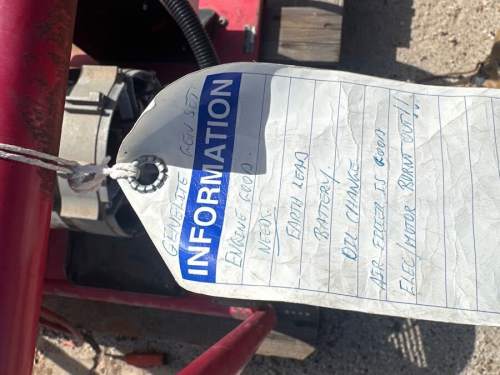 GENELITE GEN SET
INFORMATION
ENGINE GOOD.
NEEDS.
EARTH LEAD
BATTERY.
OIL CHANGE
AIR FILTER IS GOOD
ELEC/MOTOR BURNT OUT!!